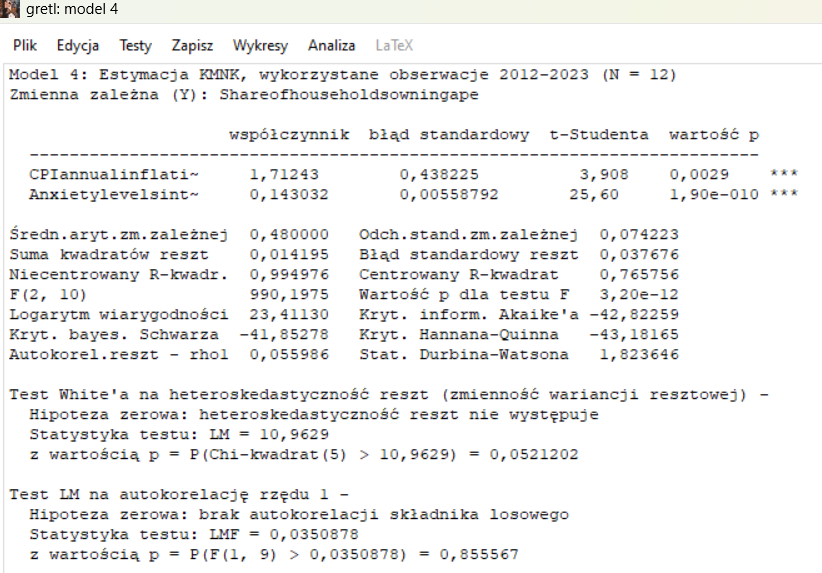 gretl: model 4
Plik Edycja Testy Zapisz Wykresy Analiza LaTeX
Model 4: Estymacja KMNK, wykorzystane obserwacje 2012-2023 (N = 12)
Zmienna zależna (Y): Shareofhouseholdsowningape
współczynnik błąd standardowy t-Studenta wartość p
---------------------------------------------------------------------------
CPIannualinflati~ 1,71243 0,438225 3,908 0,0029 ***
Anxietylevelsint~ 0,143032 0,00558792 25,60 1,90e-010 ***
Średn.aryt.zm.zależnej 0,480000 Odch.stand.zm.zależnej 0,074223
Suma kwadratów reszt 0,014195 Błąd standardowy reszt 0,037676
Niecentrowany R-kwadr. 0,994976 Centrowany R-kwadrat 0,765756
F(2, 10) 990,1975 Wartość p dla testu F 3,20e-12
Logarytm wiarygodności 23,41130 Kryt. inform. Akaike'a -42,82259
Kryt. bayes. Schwarza -41,85278 Kryt. Hannana-Quinna -43,18165
Autokorel.reszt - rho1 0,055986 Stat. Durbina-Watsona 1,823646
Test White'a na heteroskedastyczność reszt (zmienność wariancji resztowej) -
Hipoteza zerowa: heteroskedastyczność reszt nie występuje
Statystyka testu: LM = 10,9629
z wartością p = P(Chi-kwadrat(5) > 10,9629) = 0,0521202
Test LM na autokorelację rzędu 1 -
Hipoteza zerowa: brak autokorelacji składnika losowego
Statystyka testu: LMF = 0,0350878
z wartością p = P(F(1, 9) > 0,0350878) = 0,855567